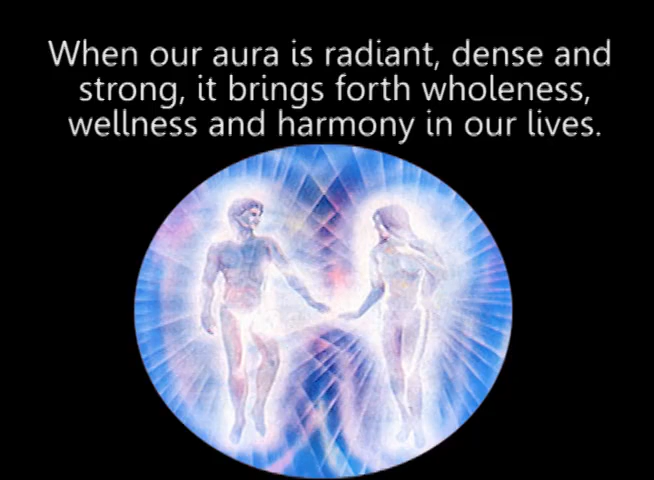 When our aura is radiant, dense and
strong, it brings forth wholeness,
wellness and harmony in our lives.